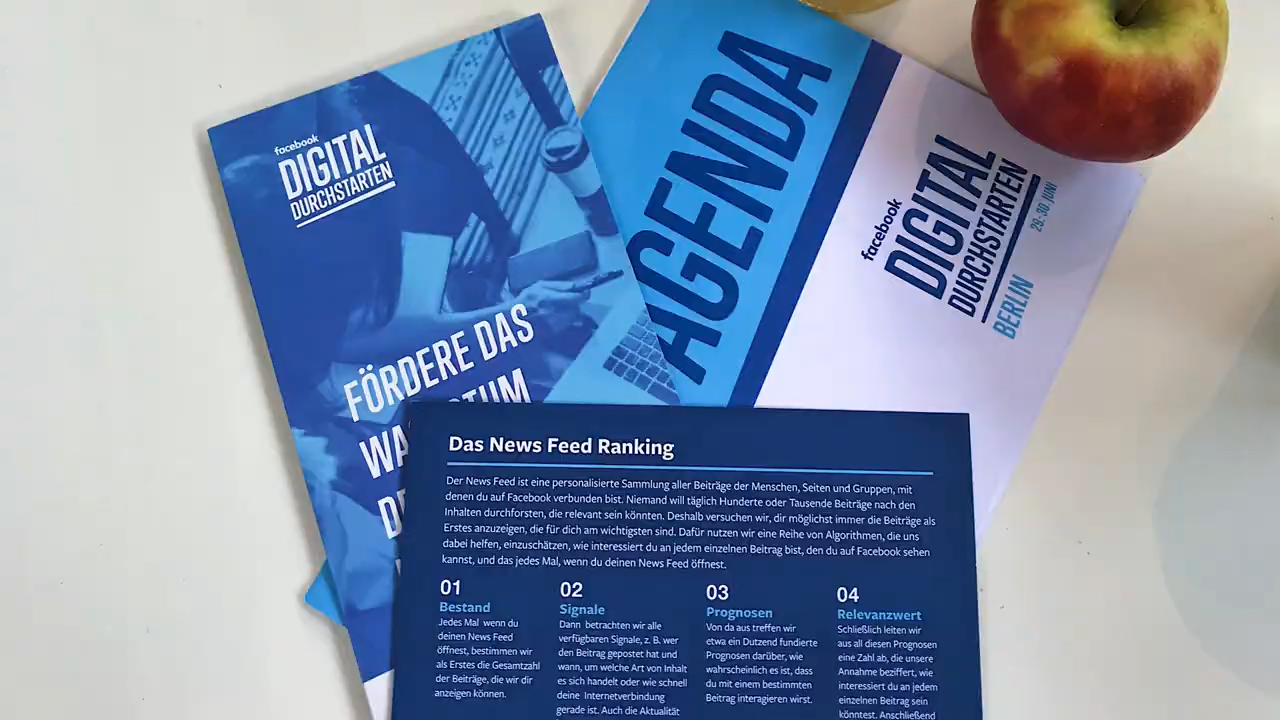 facebook
DIGITAL
DURCHSTARTEN
FÖRDERE DAS
AGENDA
facebook
DIGITAL
DURCHSTARTEN
29.-30. JUNI
BERLIN
Das News Feed Ranking
Der News Feed ist eine personalisierte Sammlung aller Beiträge der Menschen, Seiten und Gruppen, mit
denen du auf Facebook verbunden bist. Niemand will täglich Hunderte oder Tausende Beiträge nach den
Inhalten durchforsten, die relevant sein könnten. Deshalb versuchen wir, dir möglichst immer die Beiträge als
Erstes anzuzeigen, die für dich am wichtigsten sind. Dafür nutzen wir eine Reihe von Algorithmen, die uns
dabei helfen, einzuschätzen, wie interessiert du an jedem einzelnen Beitrag bist, den du auf Facebook sehen
kannst, und das jedes Mal, wenn du deinen News Feed öffnest.
01
Bestand
Jedes Mal wenn du
deinen News Feed
öffnest, bestimmen wir
als Erstes die Gesamtzahl
der Beiträge, die wir dir
anzeigen können.
02
Signale
Dann betrachten wir alle
verfügbaren Signale, z. B. wer
den Beitrag gepostet hat und
wann, um welche Art von Inhalt
es sich handelt oder wie schnell
deine Internetverbindung
gerade ist. Auch die Aktualität
03
Prognosen
Von da aus treffen wir
etwa ein Dutzend fundierte
Prognosen darüber, wie
wahrscheinlich es ist, dass
du mit einem bestimmten
Beitrag interagieren wirst.
04
Relevanzwert
Schließlich leiten wir
aus all diesen Prognosen
eine Zahl ab, die unsere
Annahme beziffert, wie
interessiert du an jedem
einzelnen Beitrag sein
könntest. Anschließend